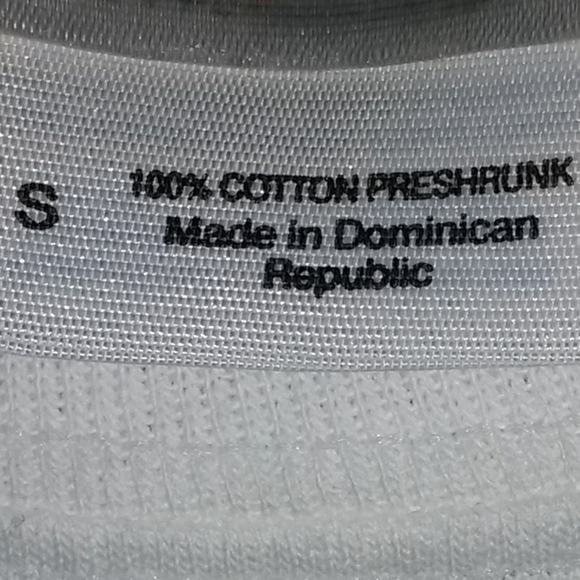 S
100% COTTON PRESHRUNK
Made in Dominican
Republic